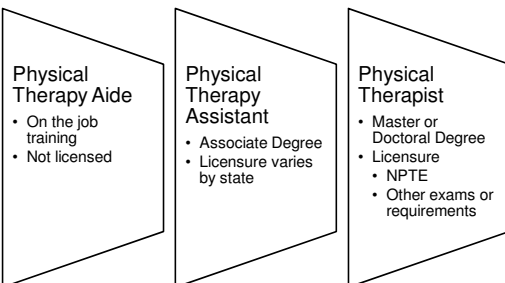 Physical
Therapy Aide
• On the job
training
• Not licensed
Physical
Therapy
Assistant
• Associate Degree
• Licensure varies
by state
Physical
Therapist
• Master or
Doctoral Degree
• Licensure
• NPTE
• Other exams or
requirements